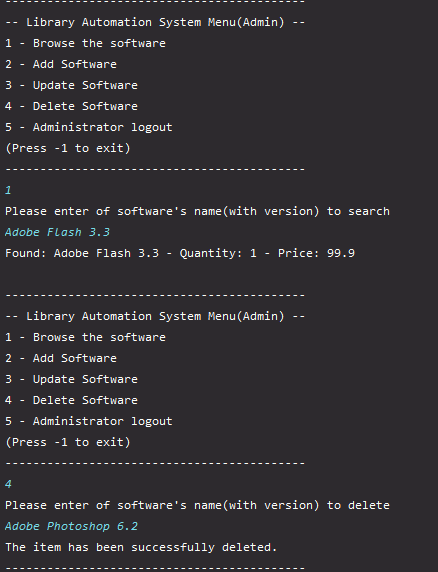 -------------------------------------------
-- Library Automation System Menu(Admin) --
1 - Browse the software
2 - Add Software
3 - Update Software
4 - Delete Software
5 - Administrator logout
(Press -1 to exit)
-------------------------------------------
1
Please enter of software's name(with version) to search
Adobe Flash 3.3
Found: Adobe Flash 3.3 - Quantity: 1 - Price: 99.9
-------------------------------------------
-- Library Automation System Menu(Admin) --
1 - Browse the software
2 - Add Software
3 - Update Software
4 - Delete Software
5 - Administrator logout
(Press -1 to exit)
-------------------------------------------
4
Please enter of software's name(with version) to delete
Adobe Photoshop 6.2
The item has been successfully deleted.
-------------------------------------------